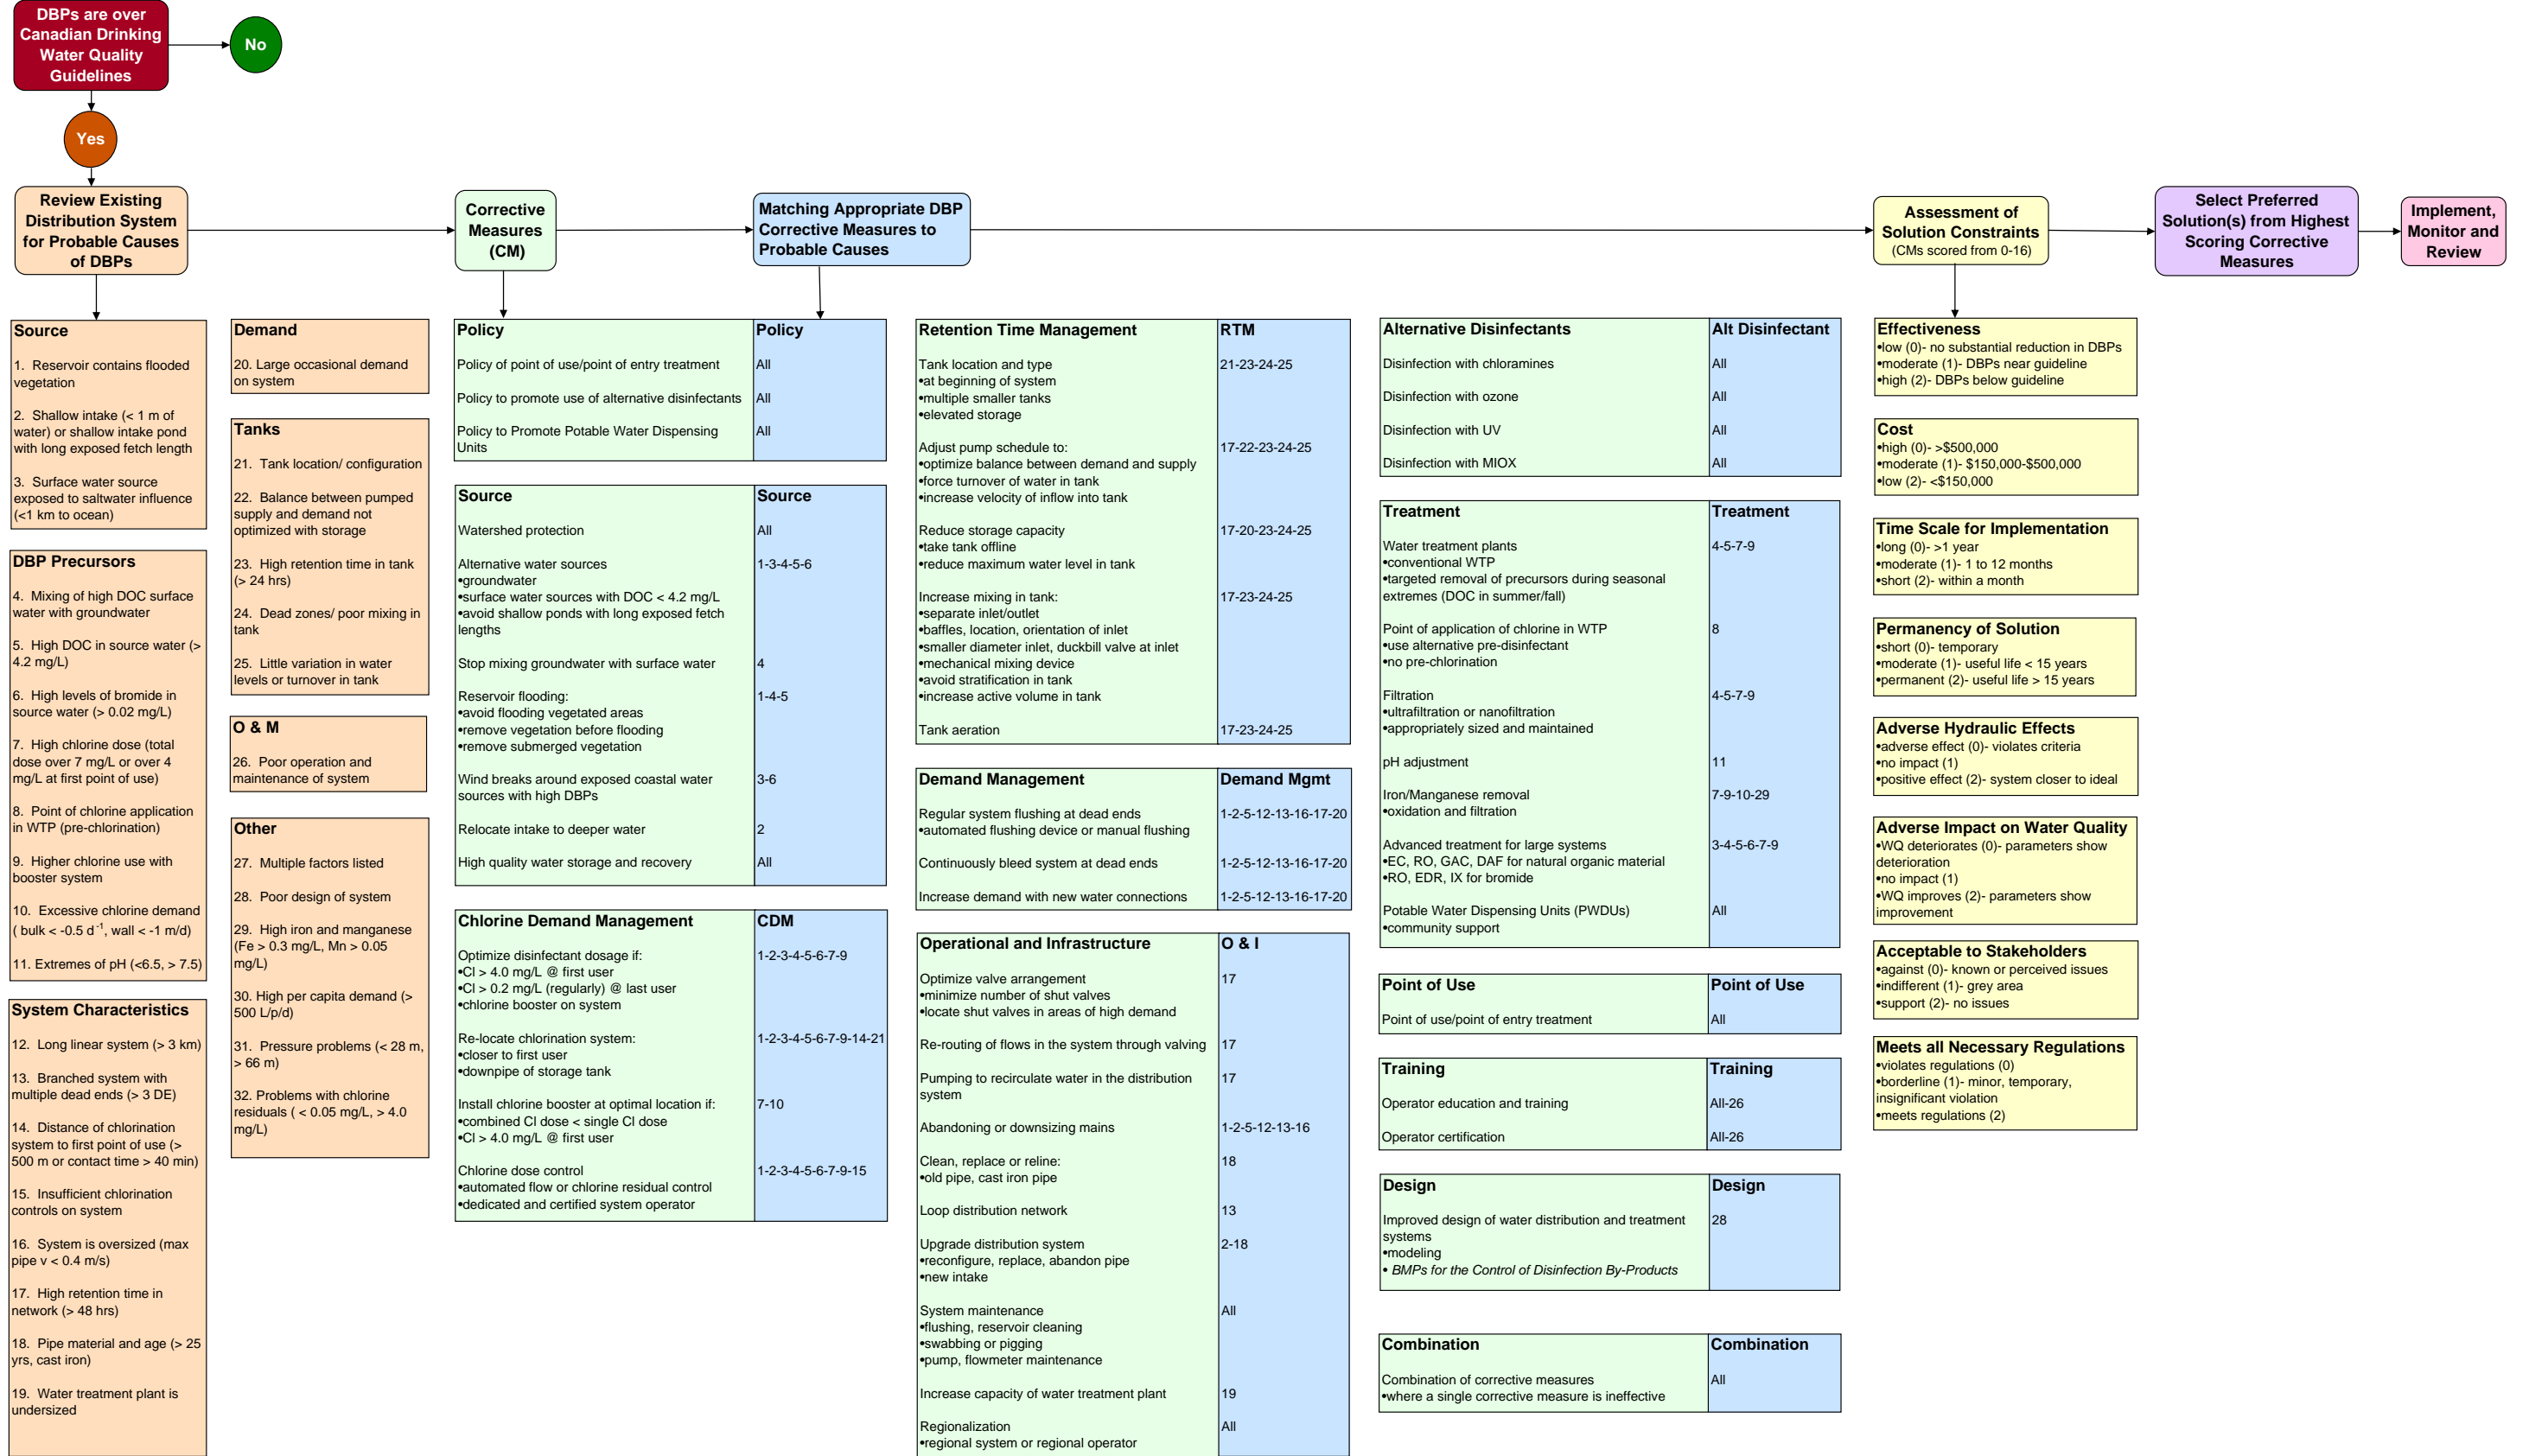 DBPs are over
Canadian Drinking
Water Quality
Guidelines
No
Yes
Review Existing
Distribution System
for Probable Causes
of DBPs
Corrective
Measures
(CM)
Matching Appropriate DBP
Corrective Measures to
Probable Causes
Assessment of
Solution Constraints
(CMs scored from 0-16)
Select Preferred
Solution(s) from Highest
Scoring Corrective
Measures
Implement,
Monitor and
Review
Source
1. Reservoir contains flooded
vegetation
2. Shallow intake (< 1 m of
water) or shallow intake pond
with long exposed fetch length
3. Surface water source
exposed to saltwater influence
(<1 km to ocean)
DBP Precursors
4. Mixing of high DOC surface
water with groundwater
5. High DOC in source water (>
4.2 mg/L)
6. High levels of bromide in
source water (> 0.02 mg/L)
7. High chlorine dose (total
dose over 7 mg/L or over 4
mg/L at first point of use)
8. Point of chlorine application
in WTP (pre-chlorination)
9. Higher chlorine use with
booster system
10. Excessive chlorine demand
( bulk < -0.5 d⁻¹, wall < -1 m/d)
11. Extremes of pH (<6.5, > 7.5)
System Characteristics
12. Long linear system (> 3 km)
13. Branched system with
multiple dead ends (> 3 DE)
14. Distance of chlorination
system to first point of use (>
500 m or contact time > 40 min)
15. Insufficient chlorination
controls on system
16. System is oversized (max
pipe v < 0.4 m/s)
17. High retention time in
network (> 48 hrs)
18. Pipe material and age (> 25
yrs, cast iron)
19. Water treatment plant is
undersized
Demand
20. Large occasional demand
on system
Tanks
21. Tank location/ configuration
22. Balance between pumped
supply and demand not
optimized with storage
23. High retention time in tank
(> 24 hrs)
24. Dead zones/ poor mixing in
tank
25. Little variation in water
levels or turnover in tank
O & M
26. Poor operation and
maintenance of system
Other
27. Multiple factors listed
28. Poor design of system
29. High iron and manganese
(Fe > 0.3 mg/L, Mn > 0.05
mg/L)
30. High per capita demand (>
500 L/p/d)
31. Pressure problems (< 28 m,
> 66 m)
32. Problems with chlorine
residuals ( < 0.05 mg/L, > 4.0
mg/L)
Policy Policy
Policy of point of use/point of entry treatment All
Policy to promote use of alternative disinfectants All
Policy to Promote Potable Water Dispensing All
Units
Source Source
Watershed protection All
Alternative water sources 1-3-4-5-6
•groundwater
•surface water sources with DOC < 4.2 mg/L
•avoid shallow ponds with long exposed fetch
lengths
Stop mixing groundwater with surface water 4
Reservoir flooding: 1-4-5
•avoid flooding vegetated areas
•remove vegetation before flooding
•remove submerged vegetation
Wind breaks around exposed coastal water 3-6
sources with high DBPs
Relocate intake to deeper water 2
High quality water storage and recovery All
Chlorine Demand Management CDM
Optimize disinfectant dosage if: 1-2-3-4-5-6-7-9
•Cl > 4.0 mg/L @ first user
•Cl > 0.2 mg/L (regularly) @ last user
•chlorine booster on system
Re-locate chlorination system: 1-2-3-4-5-6-7-9-14-21
•closer to first user
•downpipe of storage tank
Install chlorine booster at optimal location if: 7-10
•combined Cl dose < single Cl dose
•Cl > 4.0 mg/L @ first user
Chlorine dose control 1-2-3-4-5-6-7-9-15
•automated flow or chlorine residual control
•dedicated and certified system operator
Retention Time Management RTM
Tank location and type 21-23-24-25
•at beginning of system
•multiple smaller tanks
•elevated storage
Adjust pump schedule to: 17-22-23-24-25
•optimize balance between demand and supply
•force turnover of water in tank
•increase velocity of inflow into tank
Reduce storage capacity 17-20-23-24-25
•take tank offline
•reduce maximum water level in tank
Increase mixing in tank: 17-23-24-25
•separate inlet/outlet
•baffles, location, orientation of inlet
•smaller diameter inlet, duckbill valve at inlet
•mechanical mixing device
•avoid stratification in tank
•increase active volume in tank
Tank aeration 17-23-24-25
Demand Management Demand Mgmt
Regular system flushing at dead ends 1-2-5-12-13-16-17-20
•automated flushing device or manual flushing
Continuously bleed system at dead ends 1-2-5-12-13-16-17-20
Increase demand with new water connections 1-2-5-12-13-16-17-20
Operational and Infrastructure O & I
Optimize valve arrangement 17
•minimize number of shut valves
•locate shut valves in areas of high demand
Re-routing of flows in the system through valving 17
Pumping to recirculate water in the distribution 17
system
Abandoning or downsizing mains 1-2-5-12-13-16
Clean, replace or reline: 18
•old pipe, cast iron pipe
Loop distribution network 13
Upgrade distribution system 2-18
•reconfigure, replace, abandon pipe
•new intake
System maintenance All
•flushing, reservoir cleaning
•swabbing or pigging
•pump, flowmeter maintenance
Increase capacity of water treatment plant 19
Regionalization All
•regional system or regional operator
Alternative Disinfectants Alt Disinfectant
Disinfection with chloramines All
Disinfection with ozone All
Disinfection with UV All
Disinfection with MIOX All
Treatment Treatment
Water treatment plants 4-5-7-9
•conventional WTP
•targeted removal of precursors during seasonal
extremes (DOC in summer/fall)
Point of application of chlorine in WTP 8
•use alternative pre-disinfectant
•no pre-chlorination
Filtration 4-5-7-9
•ultrafiltration or nanofiltration
•appropriately sized and maintained
pH adjustment 11
Iron/Manganese removal 7-9-10-29
•oxidation and filtration
Advanced treatment for large systems 3-4-5-6-7-9
•EC, RO, GAC, DAF for natural organic material
•RO, EDR, IX for bromide
Potable Water Dispensing Units (PWDUs) All
•community support
Point of Use Point of Use
Point of use/point of entry treatment All
Training Training
Operator education and training All-26
Operator certification All-26
Design Design
Improved design of water distribution and treatment 28
systems
•modeling
• BMPs for the Control of Disinfection By-Products
Combination Combination
Combination of corrective measures All
•where a single corrective measure is ineffective
Effectiveness
•low (0)- no substantial reduction in DBPs
•moderate (1)- DBPs near guideline
•high (2)- DBPs below guideline
Cost
•high (0)- >$500,000
•moderate (1)- $150,000-$500,000
•low (2)- <$150,000
Time Scale for Implementation
•long (0)- >1 year
•moderate (1)- 1 to 12 months
•short (2)- within a month
Permanency of Solution
•short (0)- temporary
•moderate (1)- useful life < 15 years
•permanent (2)- useful life > 15 years
Adverse Hydraulic Effects
•adverse effect (0)- violates criteria
•no impact (1)
•positive effect (2)- system closer to ideal
Adverse Impact on Water Quality
•WQ deteriorates (0)- parameters show
deterioration
•no impact (1)
•WQ improves (2)- parameters show
improvement
Acceptable to Stakeholders
•against (0)- known or perceived issues
•indifferent (1)- grey area
•support (2)- no issues
Meets all Necessary Regulations
•violates regulations (0)
•borderline (1)- minor, temporary,
insignificant violation
•meets regulations (2)